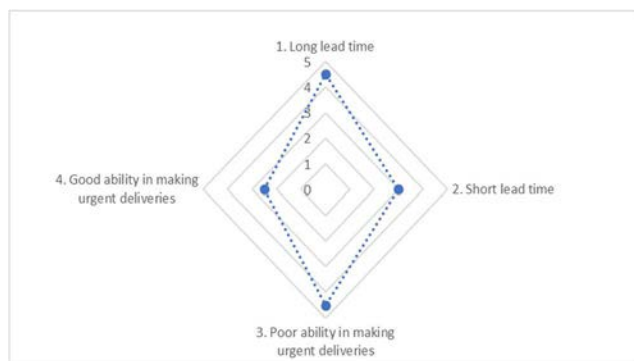 1. Long lead time
5
4
3
2
1
0
4. Good ability in making
urgent deliveries
2. Short lead time
3. Poor ability in making
urgent deliveries